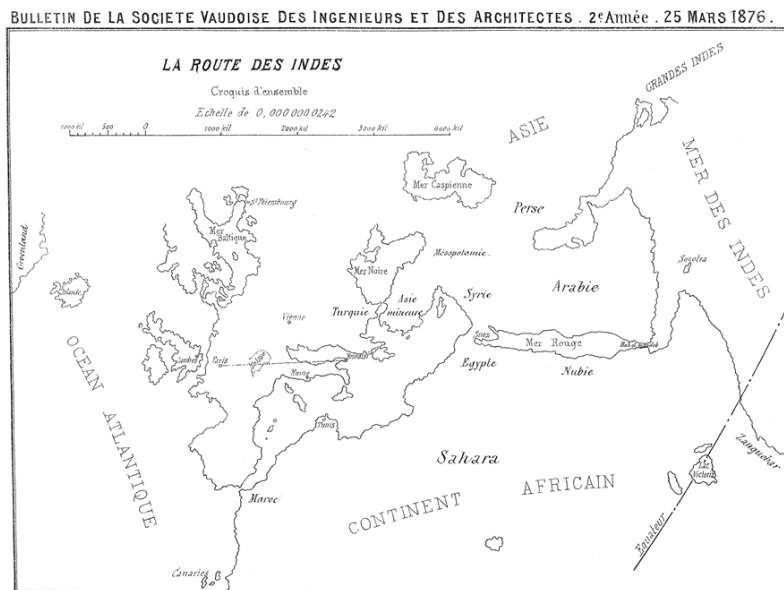 BULLETIN DE LA SOCIETE VAUDOISE DES INGENIEURS ET DES ARCHITECTES . 2e Année . 25 MARS 1876 .
LA ROUTE DES INDES
Croquis d'ensemble
Echelle de 0,000 000 0242
1000 kil 500 0 1000 kil 2000 kil 3000 kil 4000 kil
GRANDES INDES
ASIE
MER DES INDES
Mer Caspienne
Perse
St Pétersbourg
Mer Baltique
Groenland
Islande
Mer Noire
Mésopotamie.
Socotra
Arabie
Syrie
Asie
mineure
Turquie
Vienne
Londres
Paris
Suez
Mer Rouge
Egypte
Nubie
Rome
OCEAN ATLANTIQUE
Tunis
Sahara
Zanguebar
Maroc
CONTINENT AFRICAIN
Equateur
Canaries